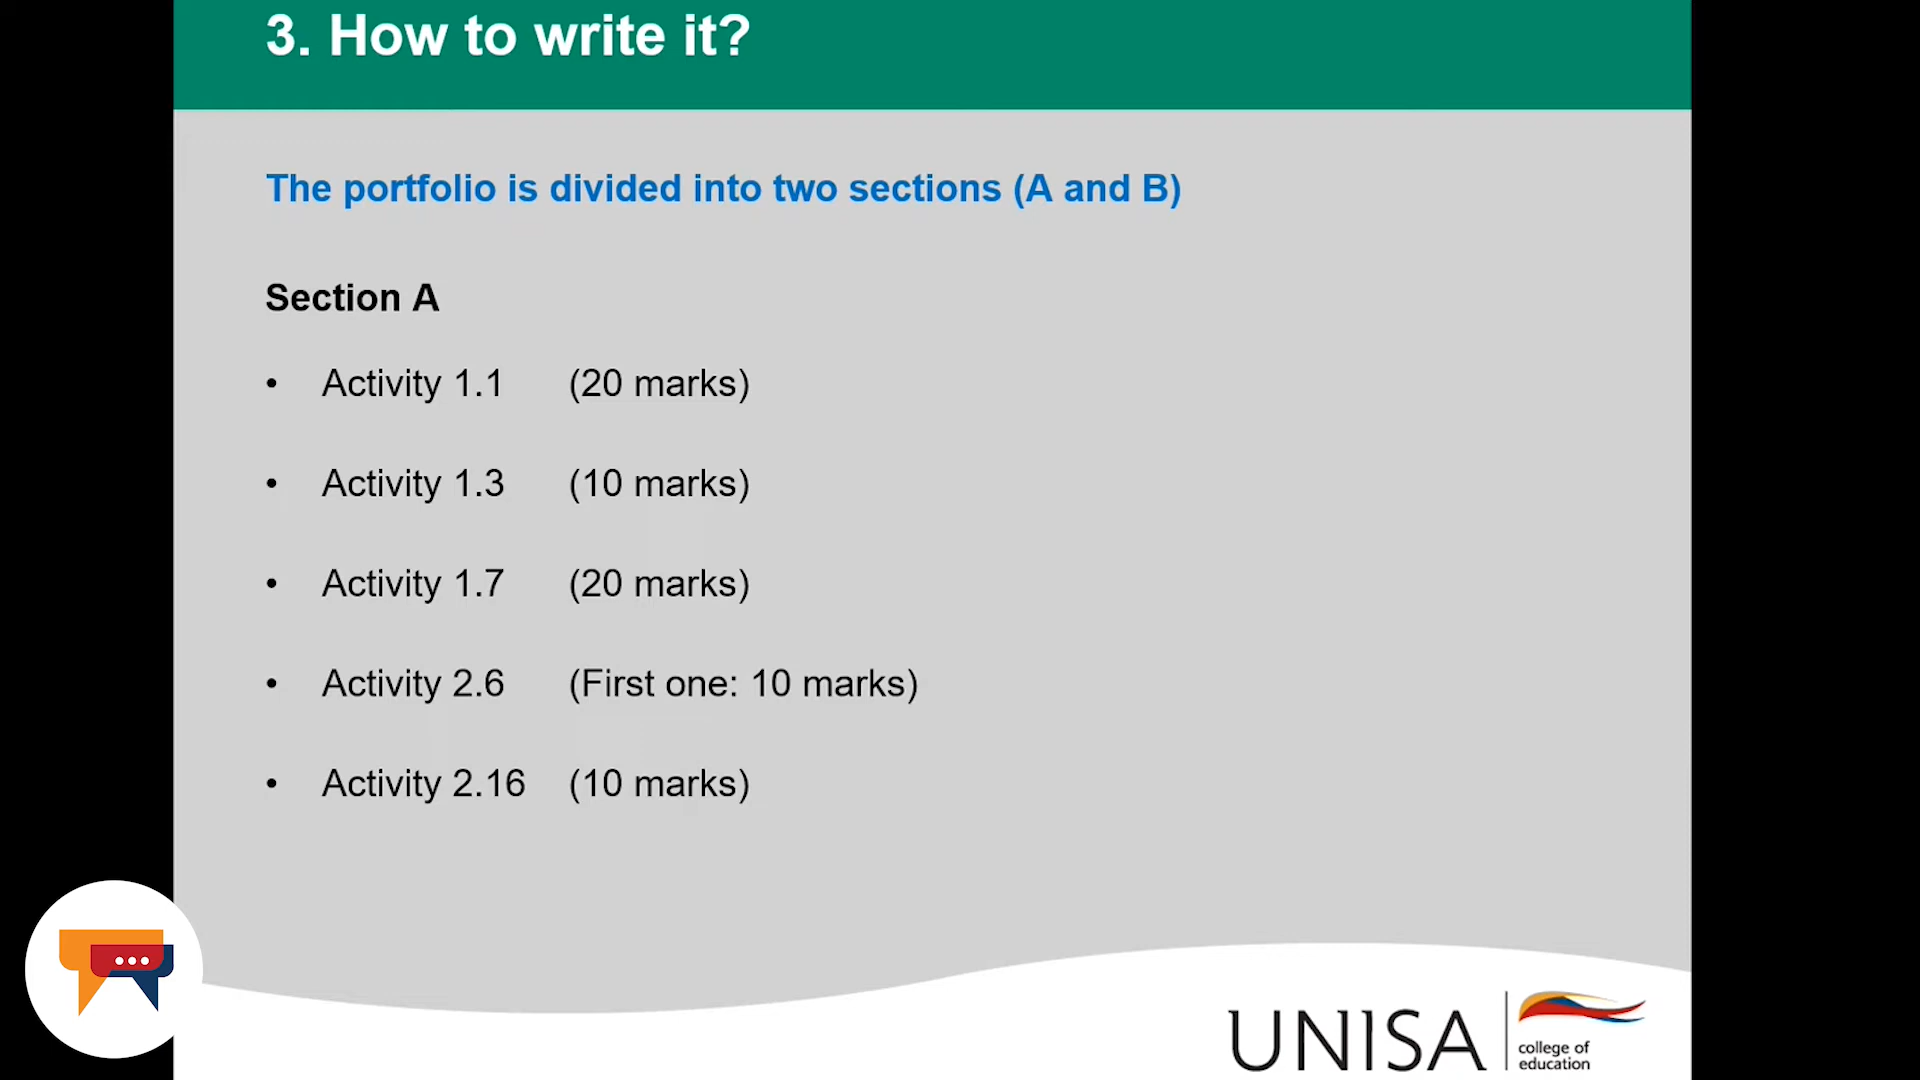 3. How to write it?
The portfolio is divided into two sections (A and B)
Section A
• Activity 1.1 (20 marks)
• Activity 1.3 (10 marks)
• Activity 1.7 (20 marks)
• Activity 2.6 (First one: 10 marks)
• Activity 2.16 (10 marks)
UNISA
college of
education